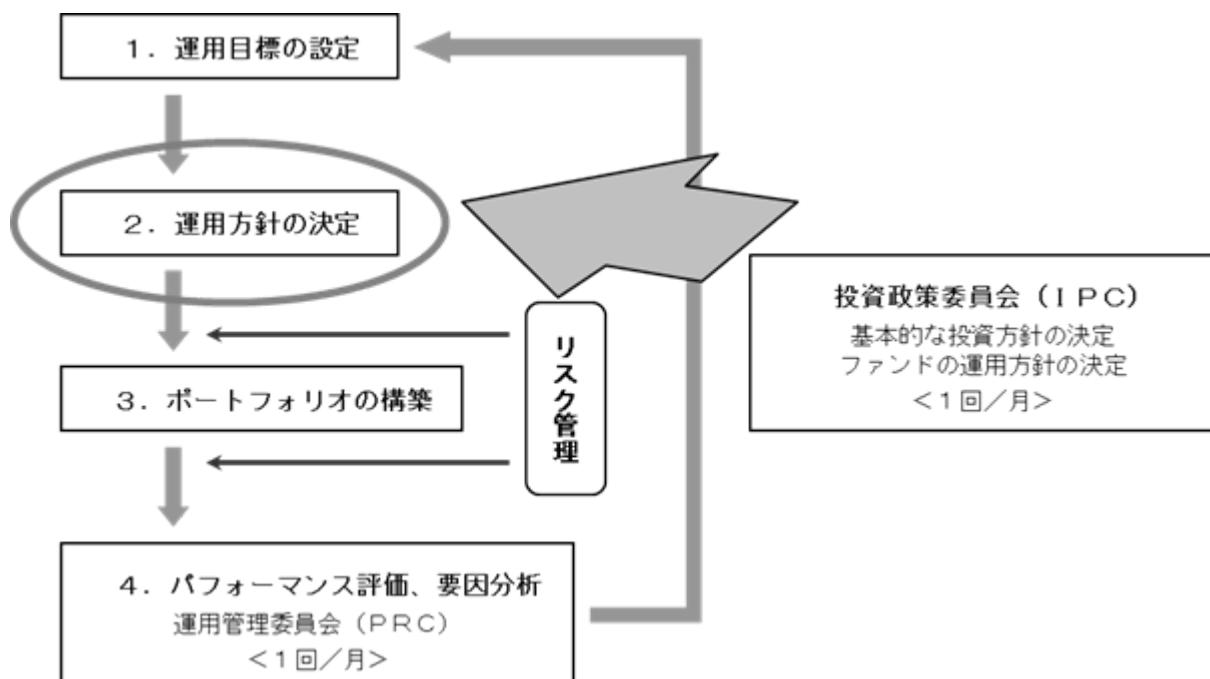 １．運用目標の設定
２．運用方針の決定
投資政策委員会（ＩＰＣ）
基本的な投資方針の決定
ファンドの運用方針の決定
＜１回／月＞
リスク管理
３．ポートフォリオの構築
４．パフォーマンス評価、要因分析
運用管理委員会（ＰＲＣ）
＜１回／月＞